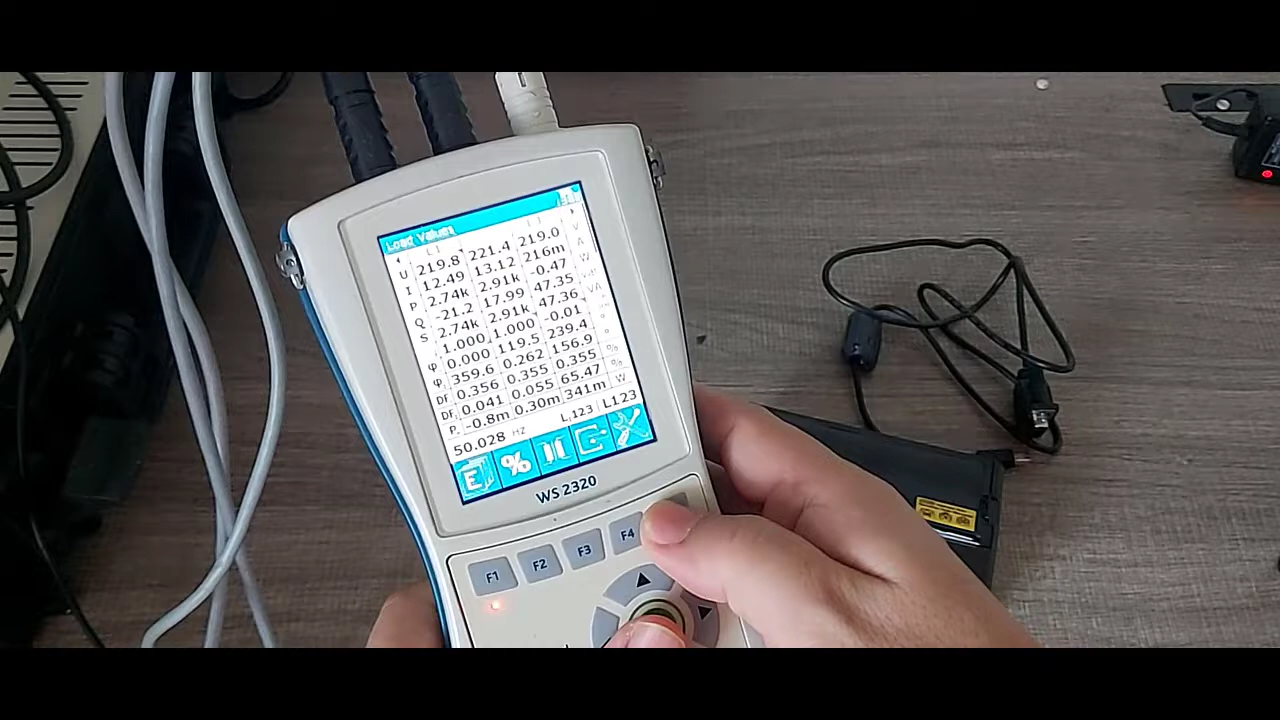 Load Values
L1
U 219.8 221.4 219.0 V
I 12.49 13.12 216m A
P 2.74k 2.91k -0.47 W
Q -21.2 17.99 47.35
S 2.74k 2.91k 47.36 VA
1.000 1.000 -0.01
φ 0.000 119.5 239.4 °
φ 359.6 0.262 156.9 °
DF 0.356 0.355 0.355 %
DF 0.041 0.055 65.47 %
P -0.8m 0.30m 341m W
50.028 Hz L123 L123
E %
WS 2320
F1 F2 F3 F4